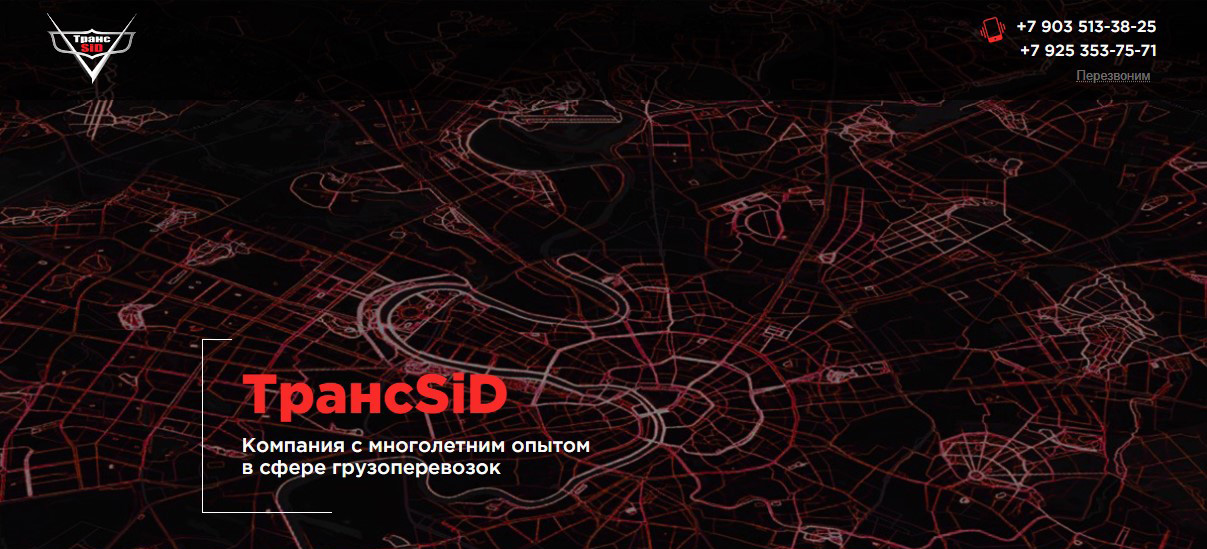 Транс
SiD
+7 903 513-38-25
+7 925 353-75-71
Перезвоним
ТрансSiD
Компания с многолетним опытом
в сфере грузоперевозок